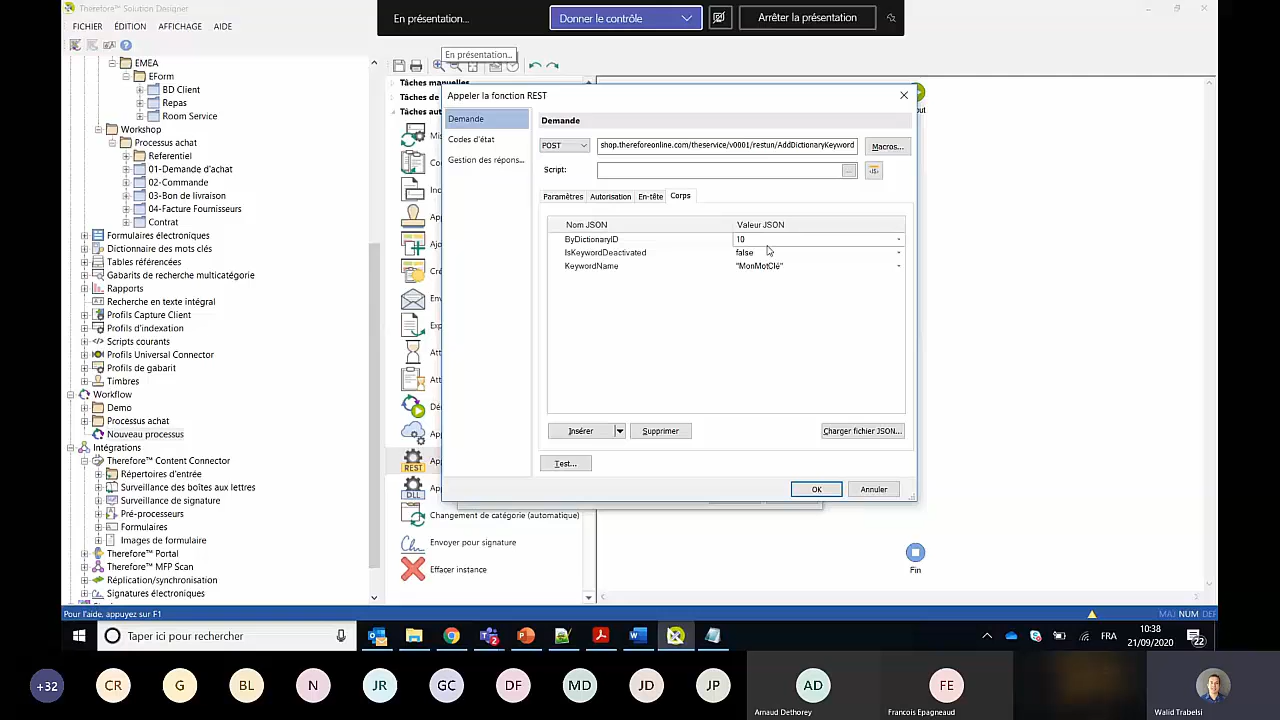 Therefore™ Solution Designer
En présentation...
Donner le contrôle
Arrêter la présentation
FICHIER ÉDITION AFFICHAGE AIDE
En présentation...
EMEA
EForm
BD Client
Repas
Room Service
Workshop
Processus achat
Referentiel
01-Demande d'achat
02-Commande
03-Bon de livraison
04-Facture Fournisseurs
Contrat
Formulaires électroniques
Dictionnaire des mots clés
Tables référencées
Gabarits de recherche multicatégorie
Rapports
Recherche en texte intégral
Profils Capture Client
Profils d'indexation
Scripts courants
Profils Universal Connector
Profils de gabarit
Timbres
Workflow
Demo
Processus achat
Nouveau processus
Intégrations
Therefore™ Content Connector
Répertoires d'entrée
Surveillance des boîtes aux lettres
Surveillance de signature
Pré-processeurs
Formulaires
Images de formulaire
Therefore™ Portal
Therefore™ MFP Scan
Réplication/synchronisation
Signatures électroniques
Tâches manuelles
Tâches de
Tâches aut
REST
DLL
Changement de catégorie (automatique)
Envoyer pour signature
Effacer instance
Appeler la fonction REST
Demande
Codes d'état
Gestion des répons...
Demande
POST
shop.thereforeonline.com/theservice/v0001/restun/AddDictionaryKeyword
Macros...
Script:
Paramètres Autorisation En-tête Corps
Nom JSON Valeur JSON
ByDictionaryID 10
IsKeywordDeactivated false
KeywordName "MonMotClé"
Insérer
Supprimer
Charger fichier JSON...
Test...
OK
Annuler
Fin
Pour l'aide, appuyez sur F1
MAJ NUM DEF
Taper ici pour rechercher
FRA
10:38
21/09/2020
22
+32
CR
G
BL
N
JR
GC
DF
MD
JD
JP
AD
FE
Arnaud Dethorey
Francois Epagneaud
Walid Trabelsi